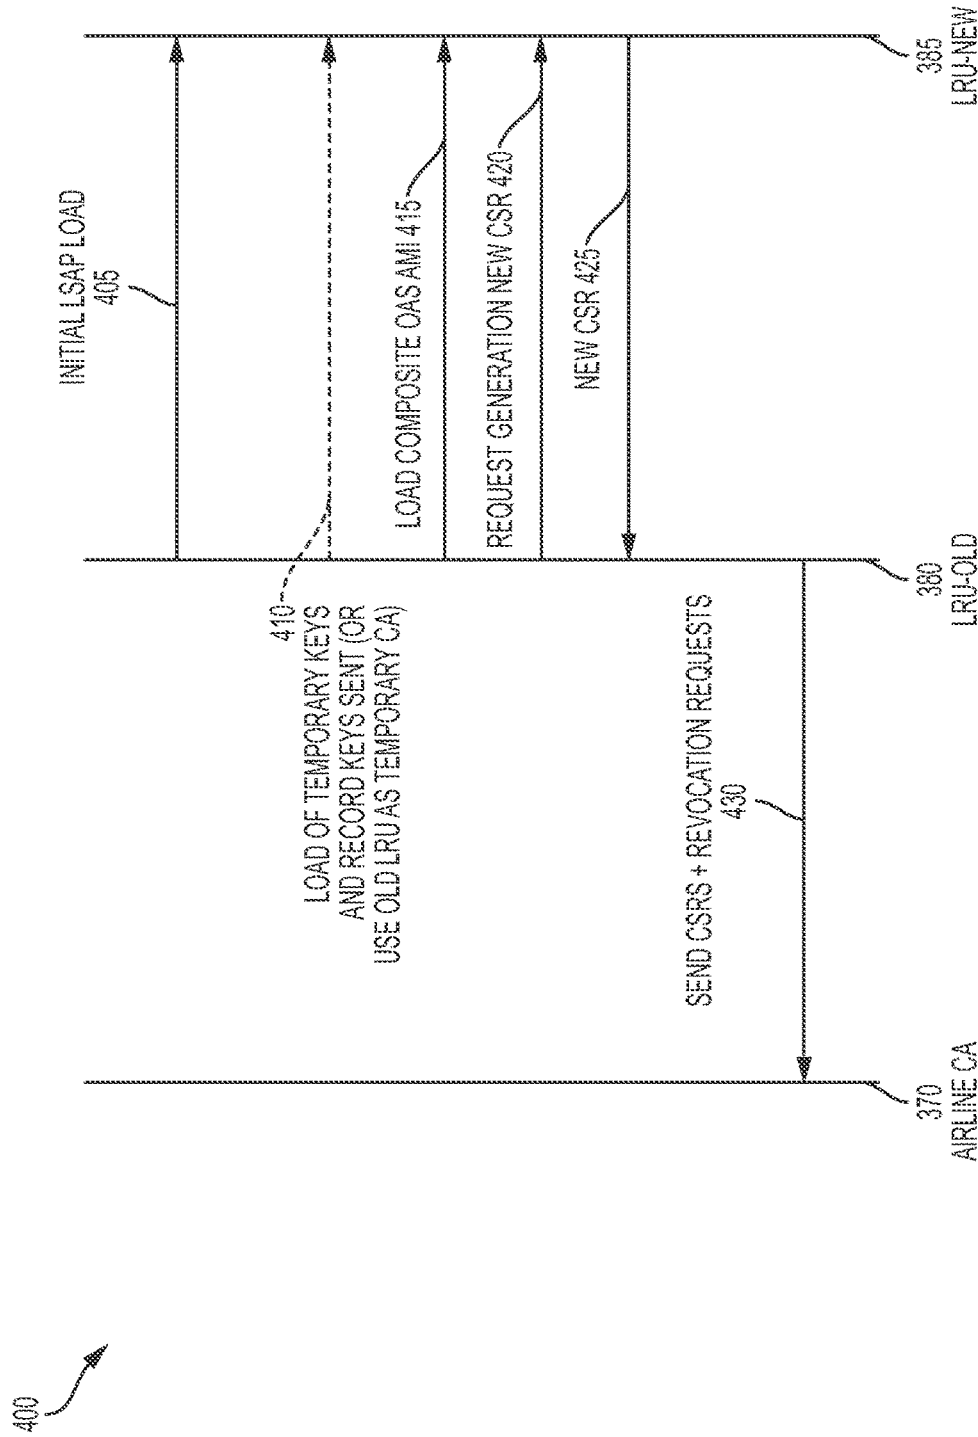 400
INITIAL LSAP LOAD
405
410
LOAD OF TEMPORARY KEYS
AND RECORD KEYS SENT (OR
USE OLD LRU AS TEMPORARY CA)
LOAD COMPOSITE OAS AMI 415
REQUEST GENERATION NEW CSR 420
NEW CSR 425
SEND CSRS + REVOCATION REQUESTS
430
370
AIRLINE CA
380
LRU-OLD
385
LRU-NEW